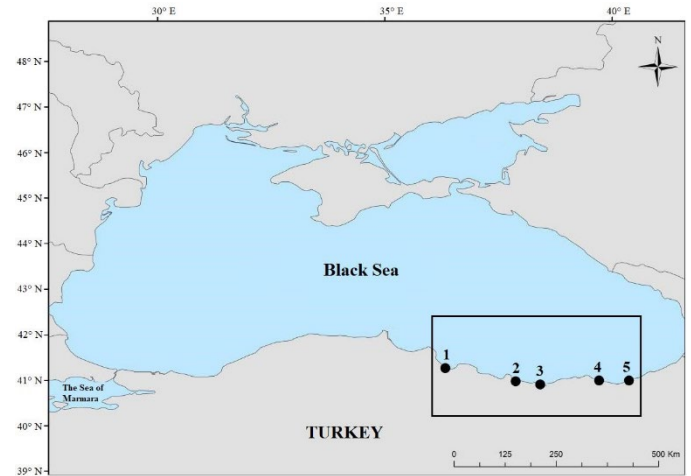 30° E
35° E
40° E
N
48° N
47° N
46° N
45° N
44° N
43° N
42° N
41° N
40° N
39° N
Black Sea
1
2
3
4
5
The Sea of
Marmara
TURKEY
0
125
250
500 Km